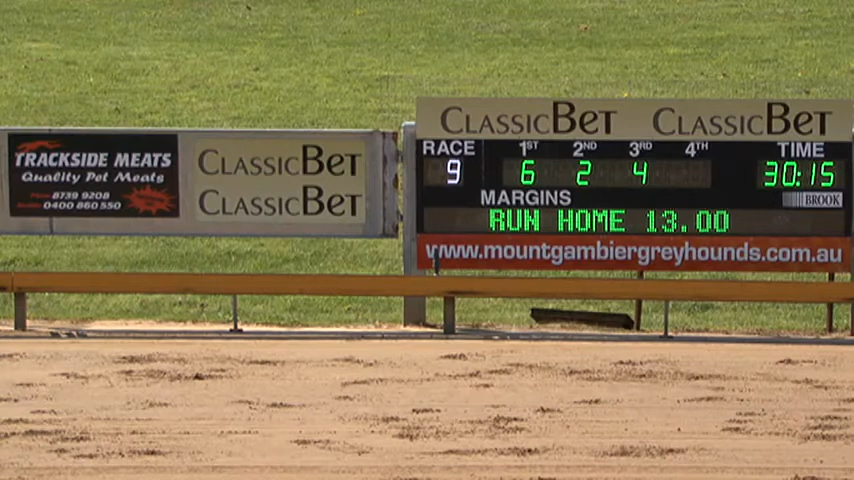 TRACKSIDE MEATS
Quality Pet Meats
8739 9208
0400 860 550
CLASSICBET
CLASSICBET
CLASSICBET CLASSICBET
RACE 1ST 2ND 3RD 4TH TIME
9 6 2 4 30:15
MARGINS
BROOK
RUN HOME 13.00
www.mountgambiergreyhounds.com.au